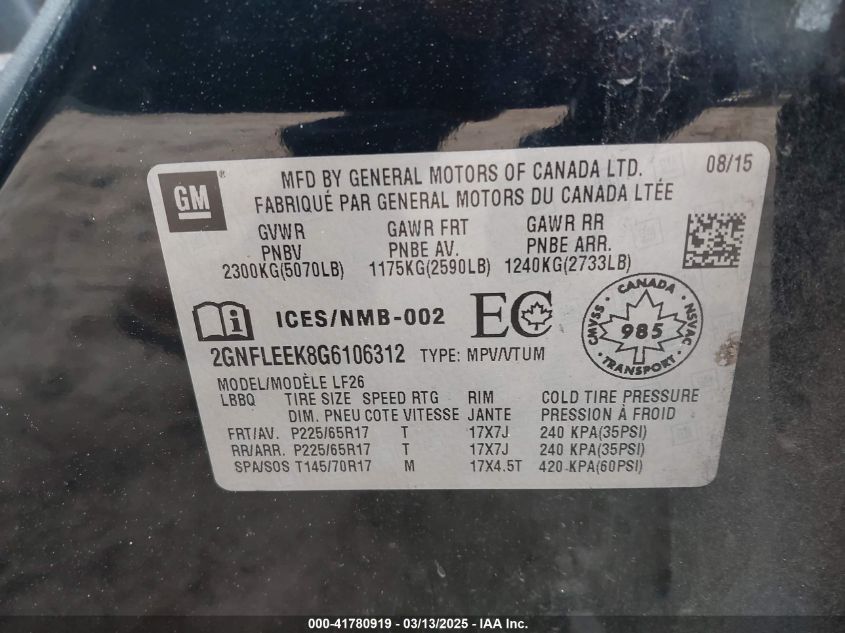 GM
MFD BY GENERAL MOTORS OF CANADA LTD. 08/15
FABRIQUÉ PAR GENERAL MOTORS DU CANADA LTÉE
GVWR GAWR FRT GAWR RR
PNBV PNBE AV. PNBE ARR.
2300KG(5070LB) 1175KG(2590LB) 1240KG(2733LB)
ICES/NMB-002 EC CANADA CMVSS 985 NSVAC TRANSPORT
2GNFLEEK8G6106312 TYPE: MPV/VTUM
MODEL/MODÈLE LF26
LBBQ TIRE SIZE SPEED RTG RIM COLD TIRE PRESSURE
DIM. PNEU COTE VITESSE JANTE PRESSION À FROID
FRT/AV. P225/65R17 T 17X7J 240 KPA(35PSI)
RR/ARR. P225/65R17 T 17X7J 240 KPA(35PSI)
SPA/SOS T145/70R17 M 17X4.5T 420 KPA(60PSI)
000-41780919 - 03/13/2025 - Copyright © 2025 IAA, Inc.